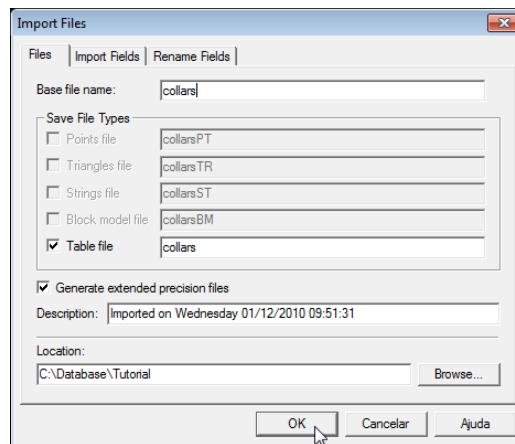 Import Files
Files Import Fields Rename Fields
Base file name: collars
Save File Types
Points file collarsPT
Triangles file collarsTR
Strings file collarsST
Block model file collarsBM
Table file collars
Generate extended precision files
Description: Imported on Wednesday 01/12/2010 09:51:31
Location:
C:\Database\Tutorial Browse...
OK Cancelar Ajuda